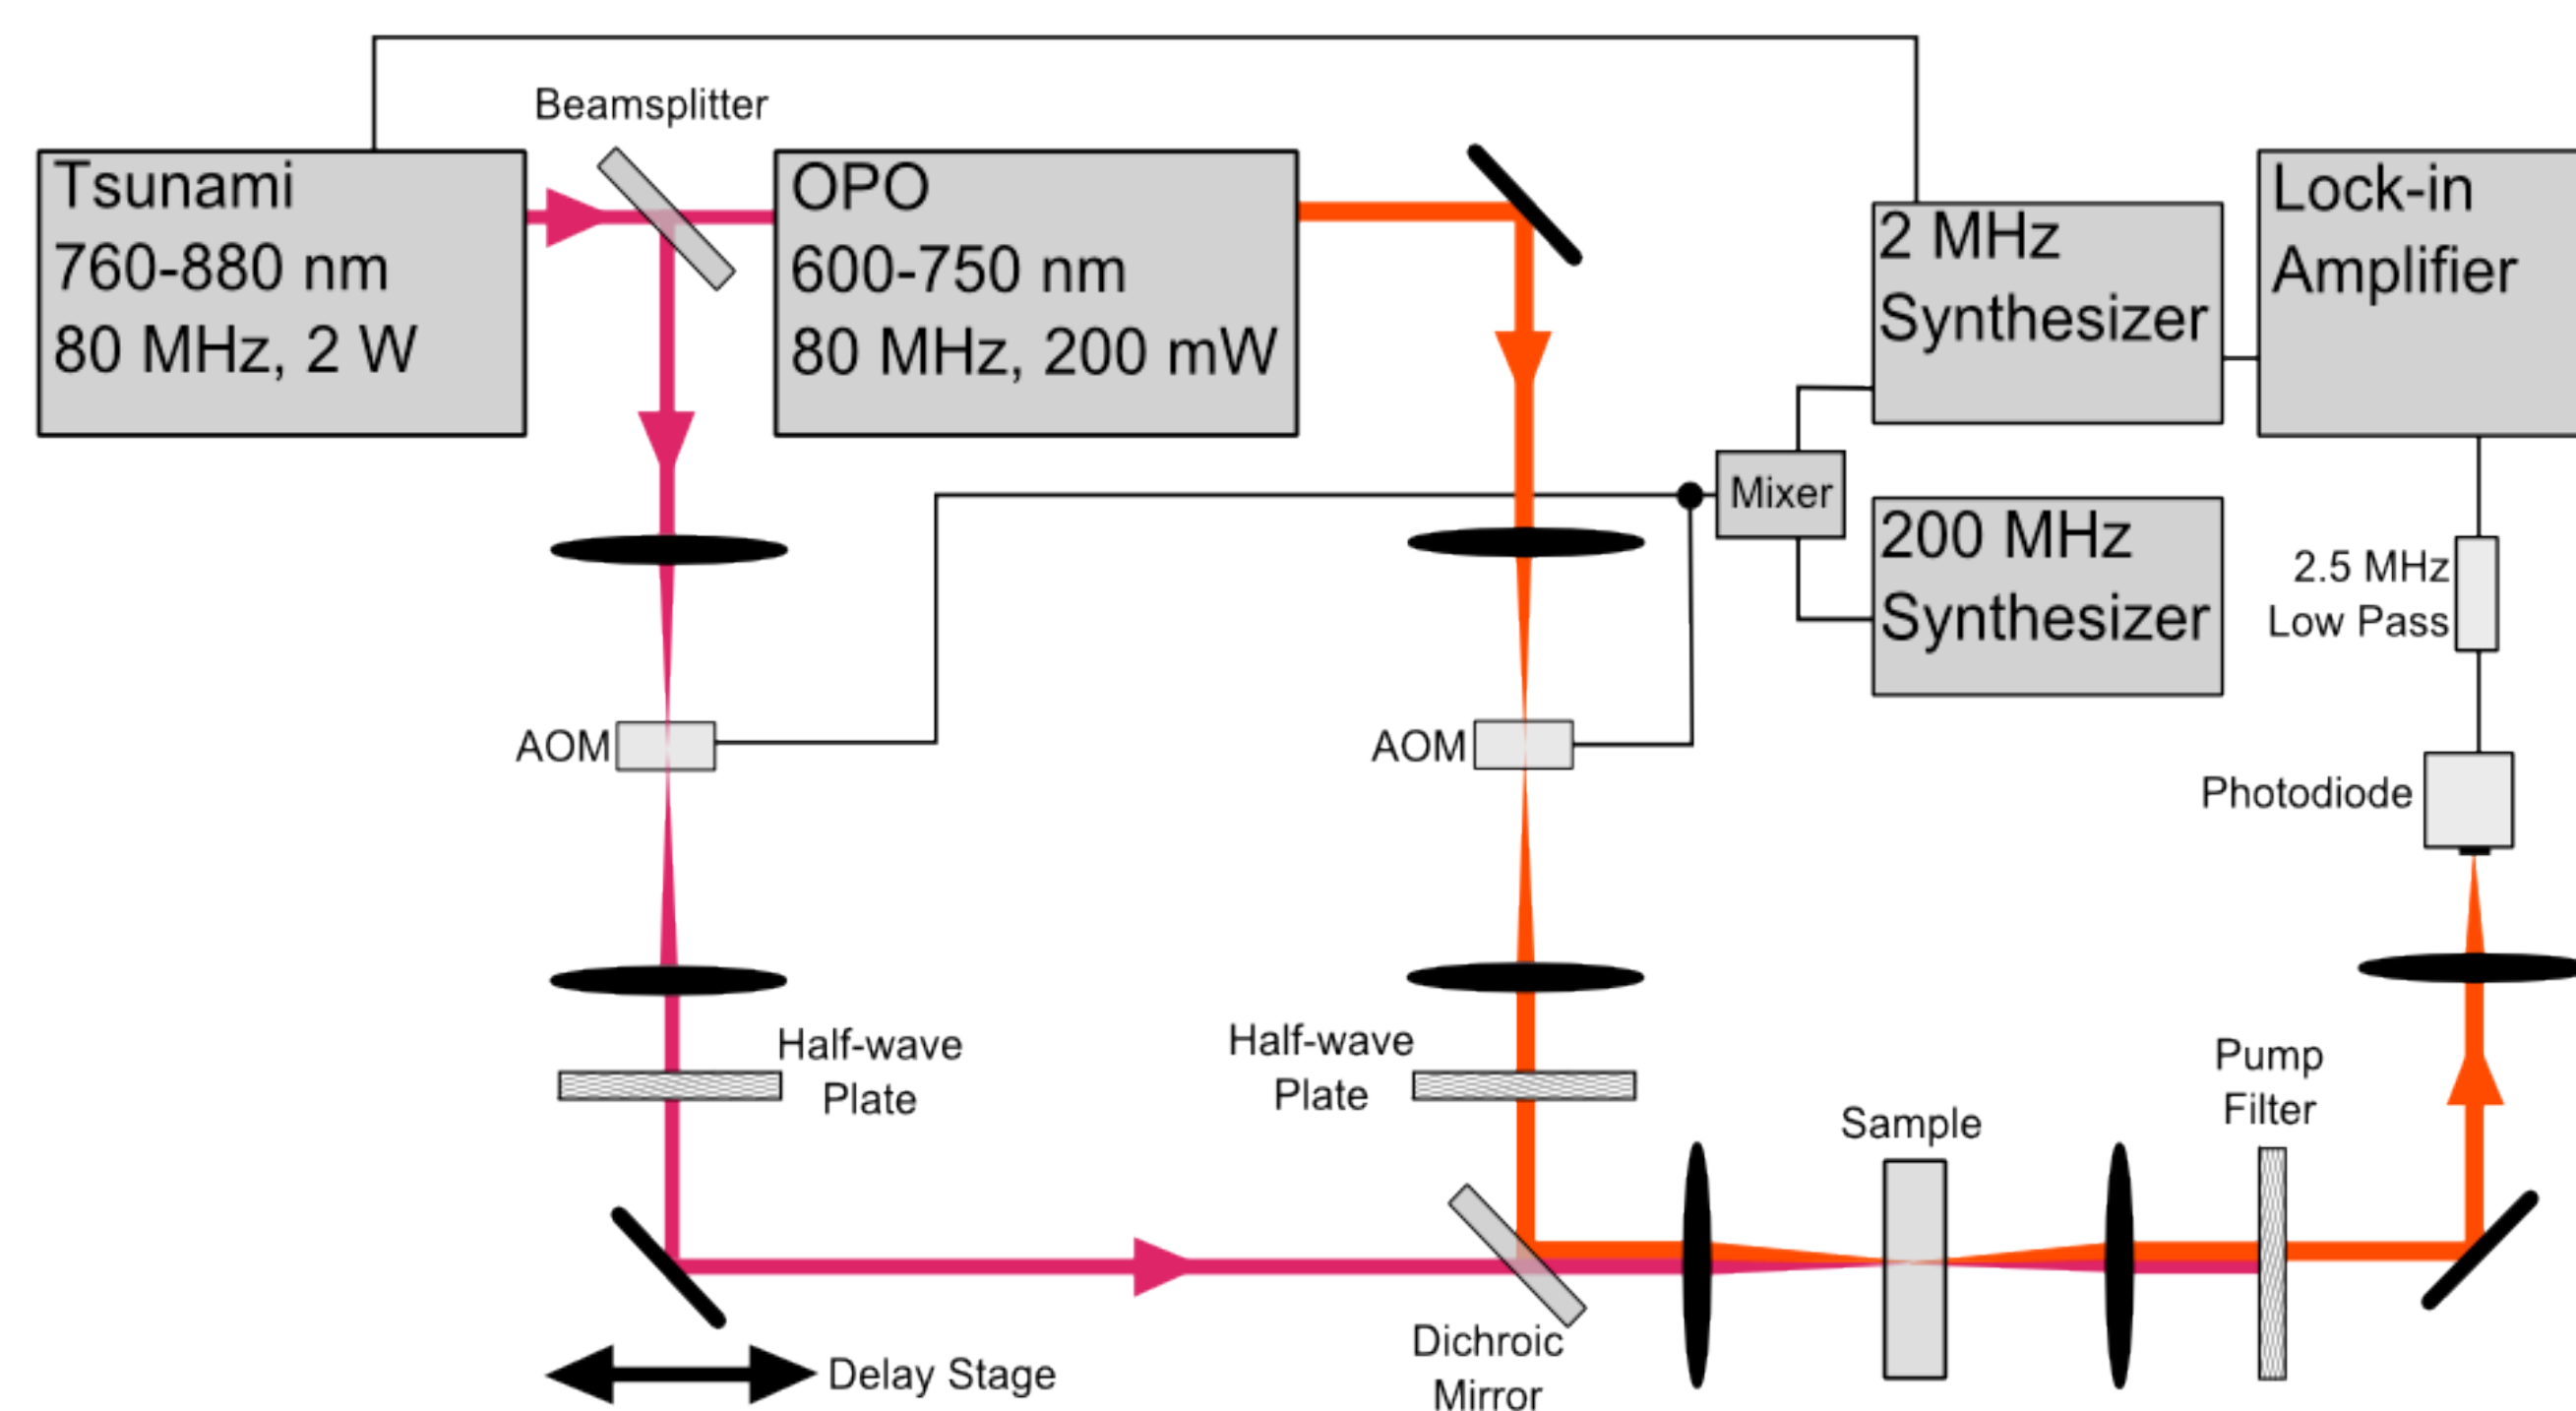 Beamsplitter
Tsunami
760-880 nm
80 MHz, 2 W
OPO
600-750 nm
80 MHz, 200 mW
2 MHz
Synthesizer
Lock-in
Amplifier
Mixer
200 MHz
Synthesizer
2.5 MHz
Low Pass
AOM
AOM
Photodiode
Half-wave
Plate
Half-wave
Plate
Pump
Filter
Sample
Dichroic
Mirror
Delay Stage